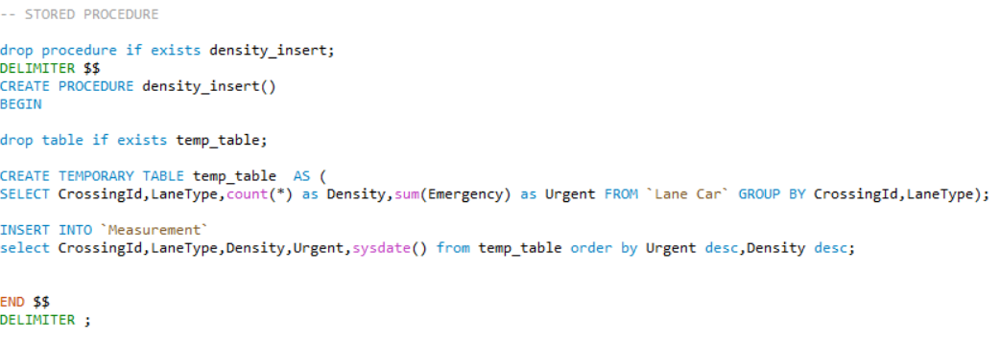 -- STORED PROCEDURE
drop procedure if exists density_insert;
DELIMITER $$
CREATE PROCEDURE density_insert()
BEGIN
drop table if exists temp_table;
CREATE TEMPORARY TABLE temp_table  AS (
SELECT CrossingId,LaneType,count(*) as Density,sum(Emergency) as Urgent FROM `Lane Car` GROUP BY CrossingId,LaneType);
INSERT INTO `Measurement`
select CrossingId,LaneType,Density,Urgent,sysdate() from temp_table order by Urgent desc,Density desc;
END $$
DELIMITER ;